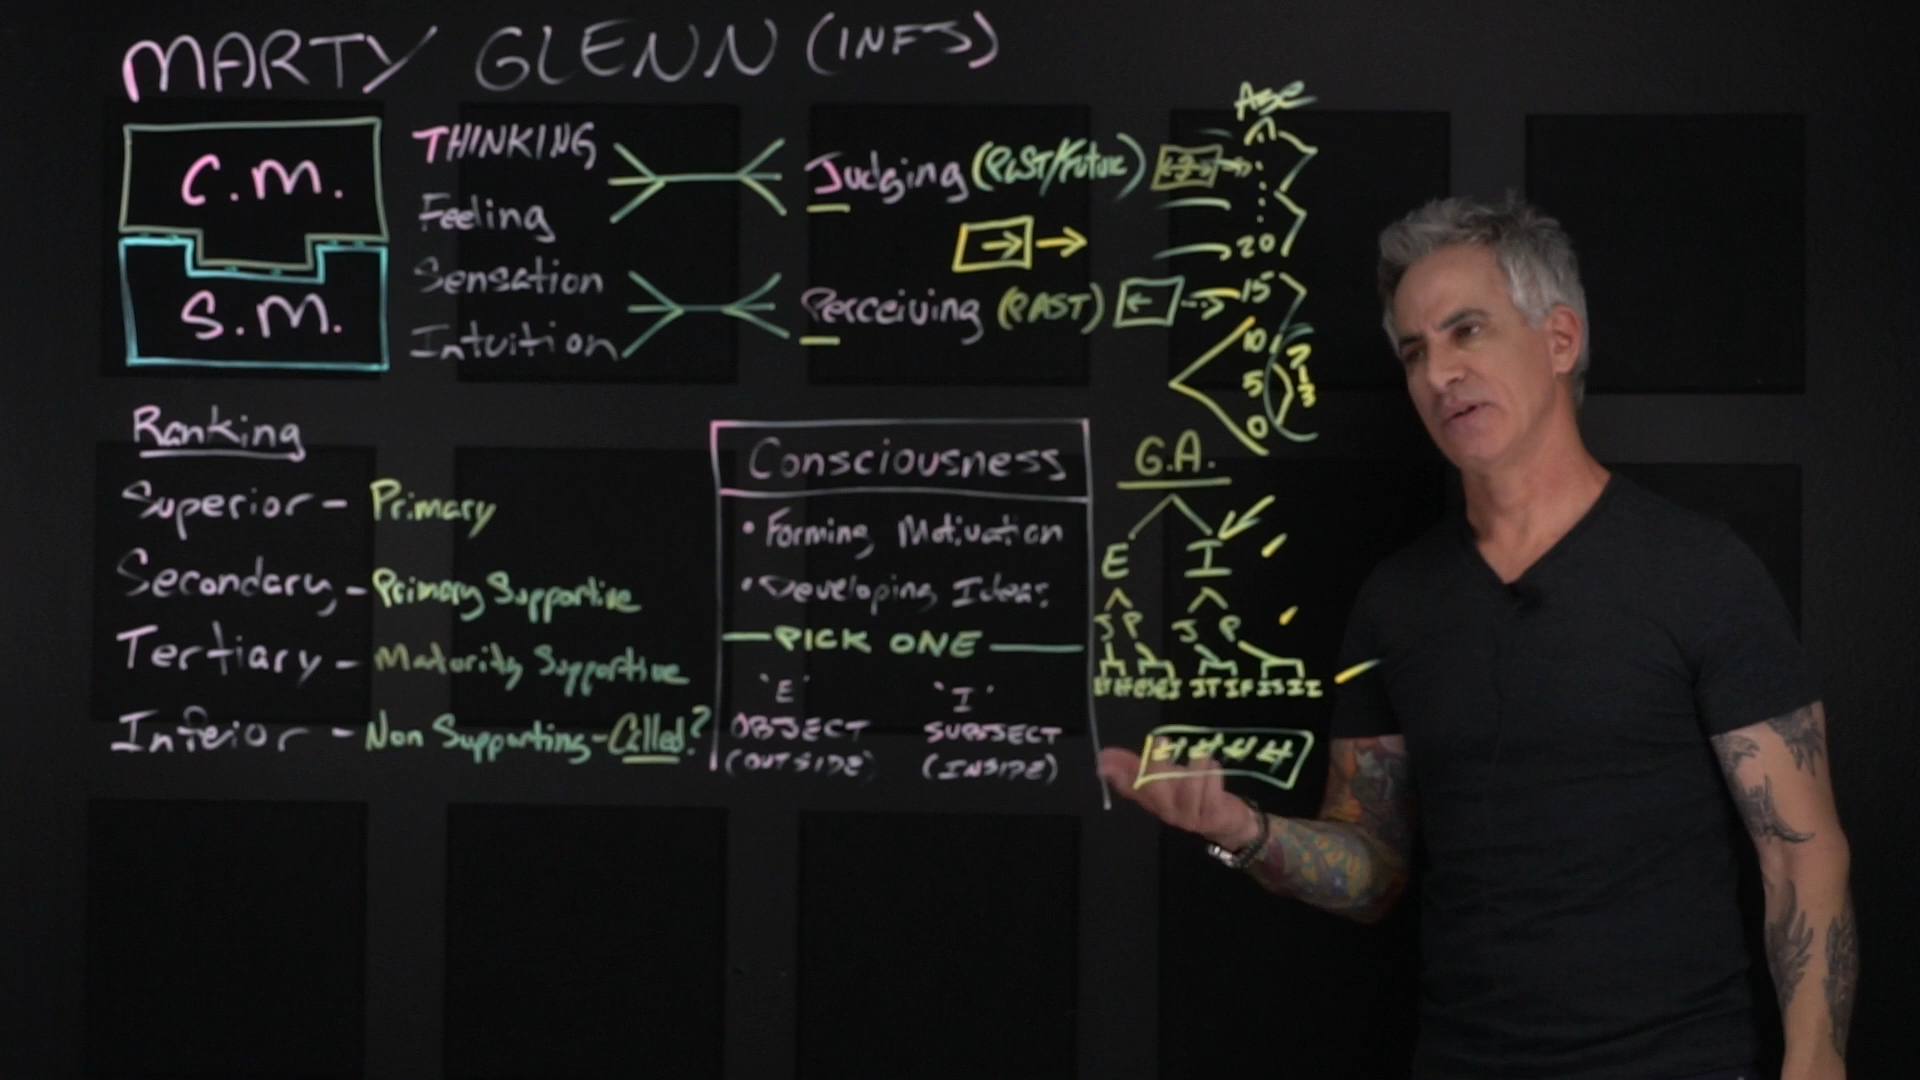 MARTY GLENN (INFJ)
C.M.
S.M.
THINKING
Feeling
Sensation
Intuition
Judging (PAST/Future)
Perceiving (PAST)
Age
20
15
10
5
0
Ranking
Superior - Primary
Secondary - Primary Supportive
Tertiary - Maturity Supportive
Inferior - Non Supporting - Called?
Consciousness
• Forming Motivation
• Developing Ideas
PICK ONE
'E' 'I'
OBJECT SUBJECT
(OUTSIDE) (INSIDE)
G.A.
E I
J P J P